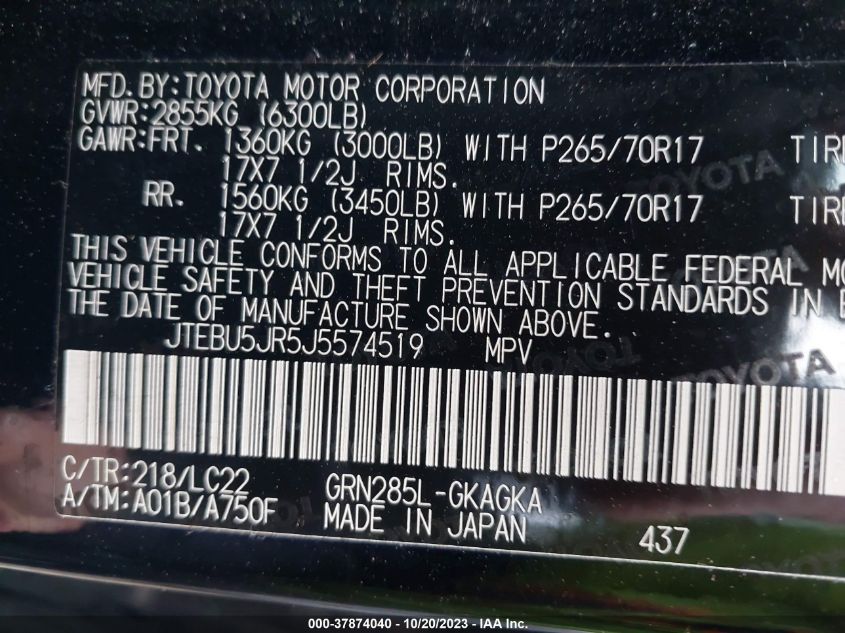 MFD. BY: TOYOTA MOTOR CORPORATION
GVWR: 2855KG (6300LB)
GAWR: FRT. 1360KG (3000LB) WITH P265/70R17 TIRE
17X7 1/2J RIMS.
RR. 1560KG (3450LB) WITH P265/70R17 TIRE
17X7 1/2J RIMS.
THIS VEHICLE CONFORMS TO ALL APPLICABLE FEDERAL MO
VEHICLE SAFETY AND THEFT PREVENTION STANDARDS IN E
THE DATE OF MANUFACTURE SHOWN ABOVE.
JTEBU5JR5J5574519 MPV
C/TR: 218/LC22 GRN285L-GKAGKA
A/TM: A01B/A750F MADE IN JAPAN 437
000-37874040 - 10/20/2023 - IAA Inc.